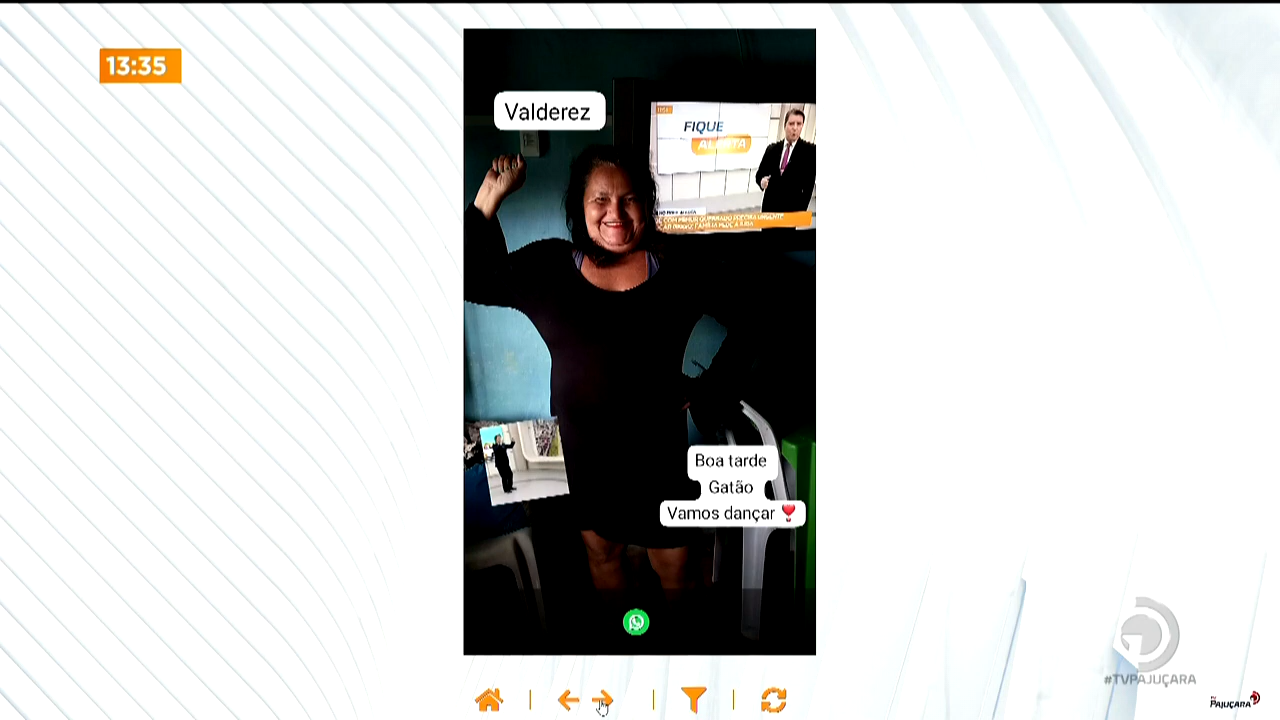 13:35
Valderez
FIQUE
ALERTA
Boa tarde
Gatão
Vamos dançar
#TVPAJUÇARA
PAJUÇARA